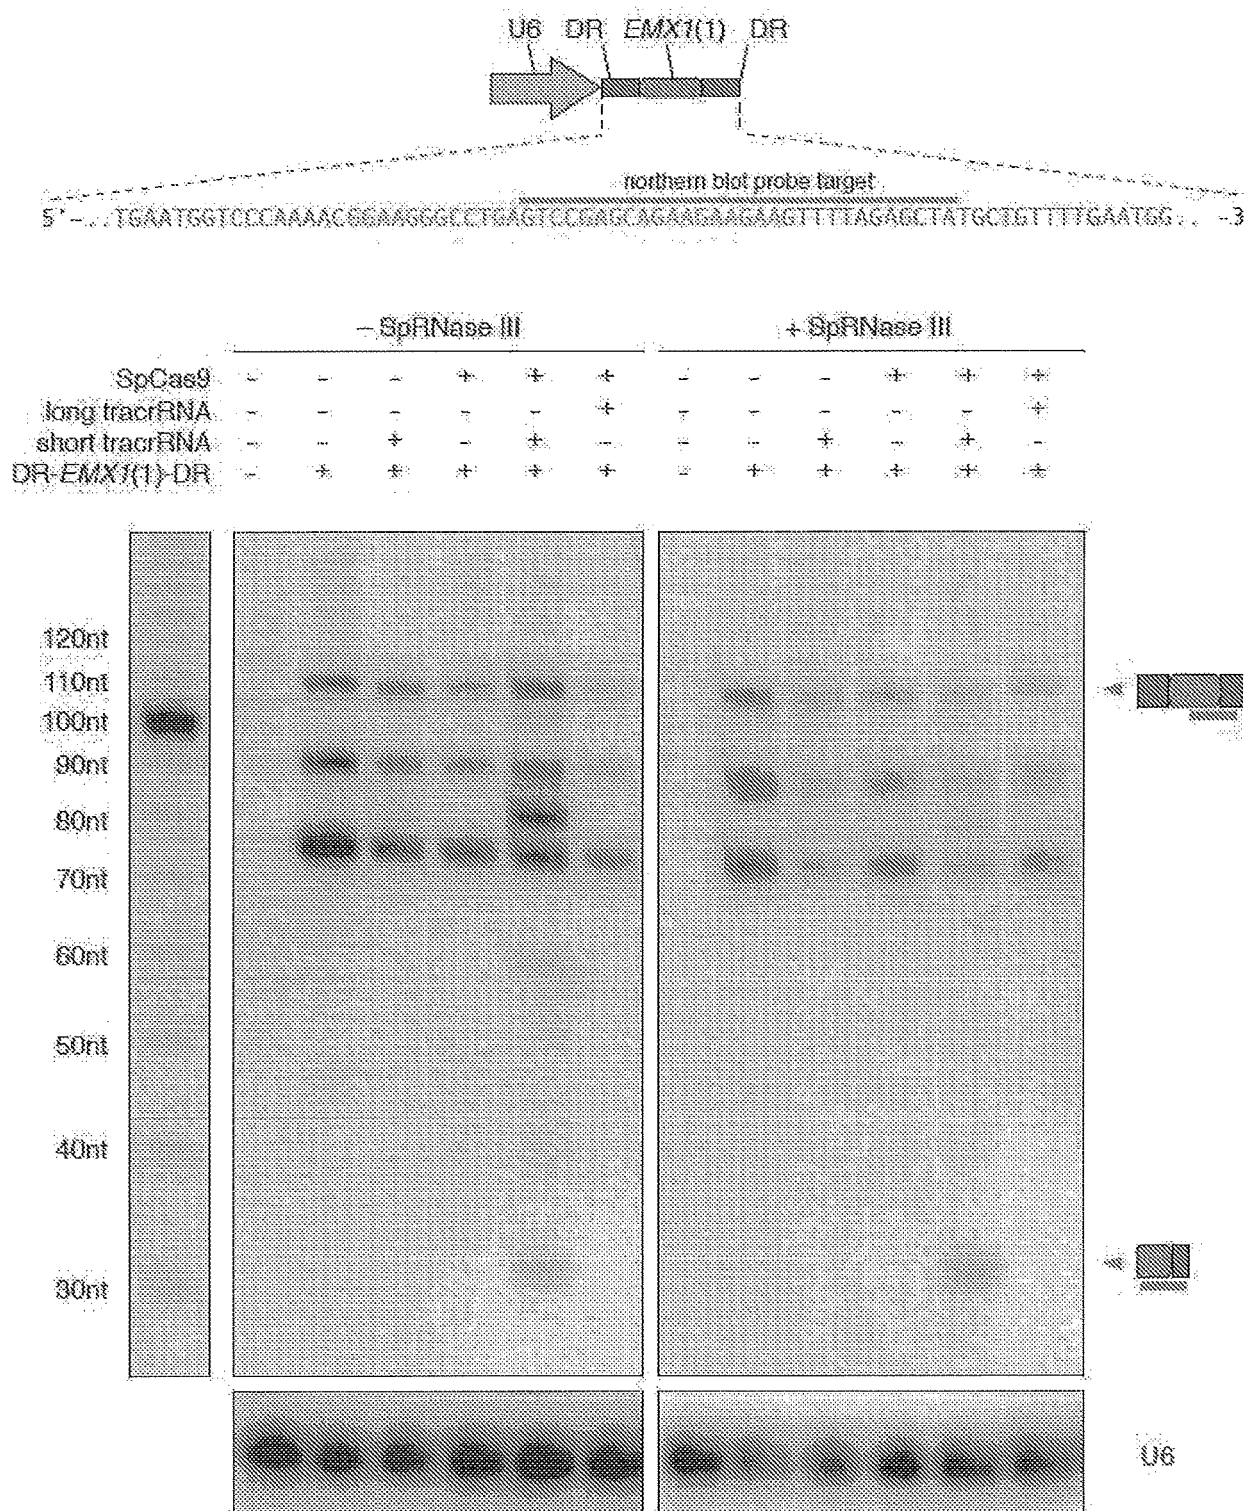 U6 DR EMX1(1) DR
northern blot probe target
5'-..TGAATGGTCCCAAAACGGAAGGGCCTGAGTCCGAGCAGAAGAAGAAGTTTTAGAGCTATGCTGTTTTGAATGG.. -3
- SpRNase III + SpRNase III
SpCas9 - - - + + + - - - + + +
long tracrRNA - - - - - + - - - - - +
short tracrRNA - - + - + - - - + - + -
DR-EMX1(1)-DR - + + + + + - + + + + +
120nt
110nt
100nt
90nt
80nt
70nt
60nt
50nt
40nt
30nt
U6